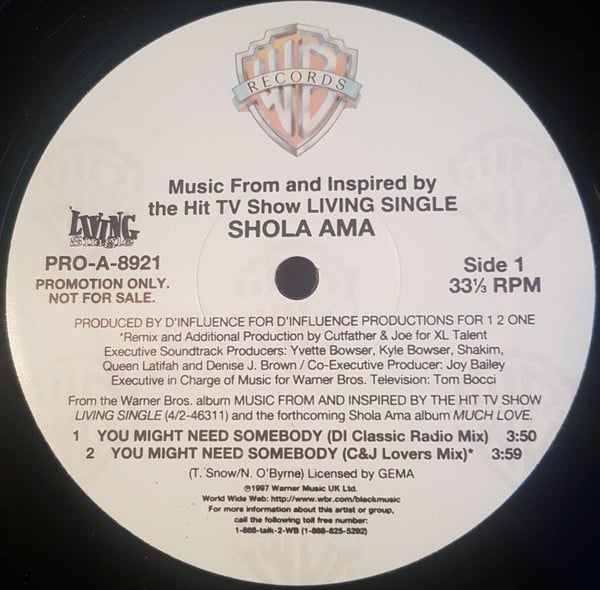 WB
RECORDS
Music From and Inspired by
the Hit TV Show LIVING SINGLE
SHOLA AMA
LIVING
Single
PRO-A-8921
PROMOTION ONLY.
NOT FOR SALE.
Side 1
33⅓ RPM
PRODUCED BY D'INFLUENCE FOR D'INFLUENCE PRODUCTIONS FOR 1 2 ONE
*Remix and Additional Production by Cutfather & Joe for XL Talent
Executive Soundtrack Producers: Yvette Bowser, Kyle Bowser, Shakim,
Queen Latifah and Denise J. Brown / Co-Executive Producer: Joy Bailey
Executive in Charge of Music for Warner Bros. Television: Tom Bocci
From the Warner Bros. album MUSIC FROM AND INSPIRED BY THE HIT TV SHOW
LIVING SINGLE (4/2-46311) and the forthcoming Shola Ama album MUCH LOVE.
1 YOU MIGHT NEED SOMEBODY (DI Classic Radio Mix) 3:50
2 YOU MIGHT NEED SOMEBODY (C&J Lovers Mix)* 3:59
(T. Snow/N. O'Byrne) Licensed by GEMA
℗1997 Warner Music UK Ltd.
World Wide Web: http://www.wbr.com/blackmusic
For more information about this artist or group,
call the following toll free number:
1-888-talk-2-WB (1-888-825-5292)